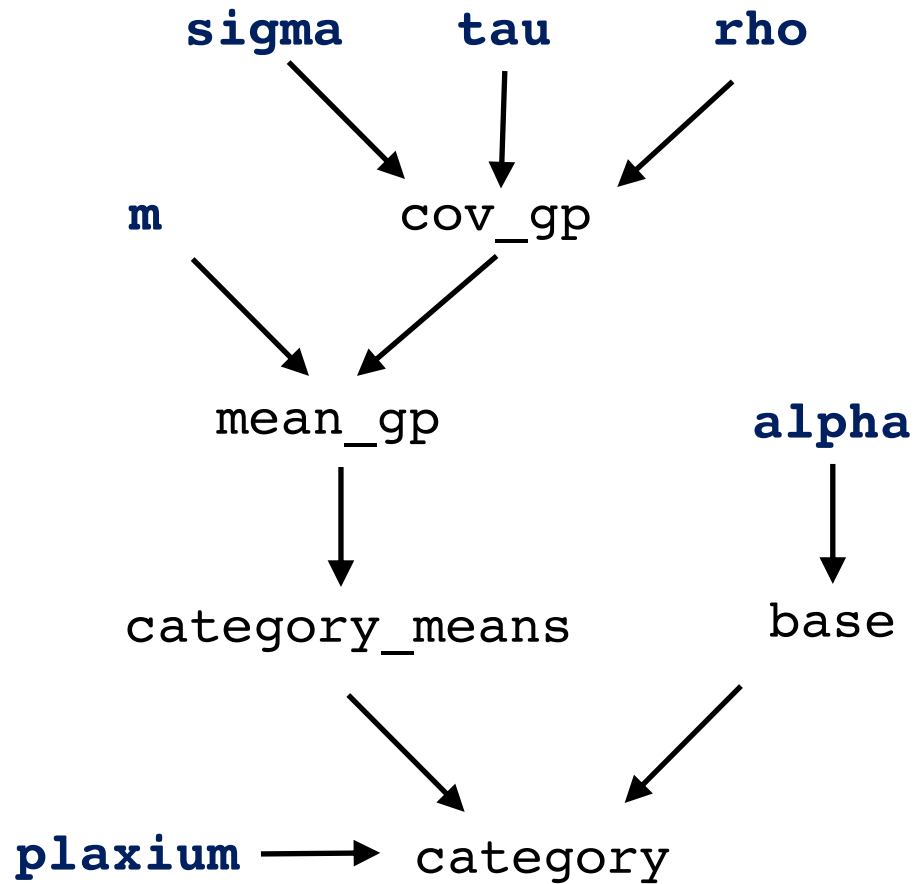 sigma tau rho
m cov_gp
mean_gp alpha
category_means base
plaxium category